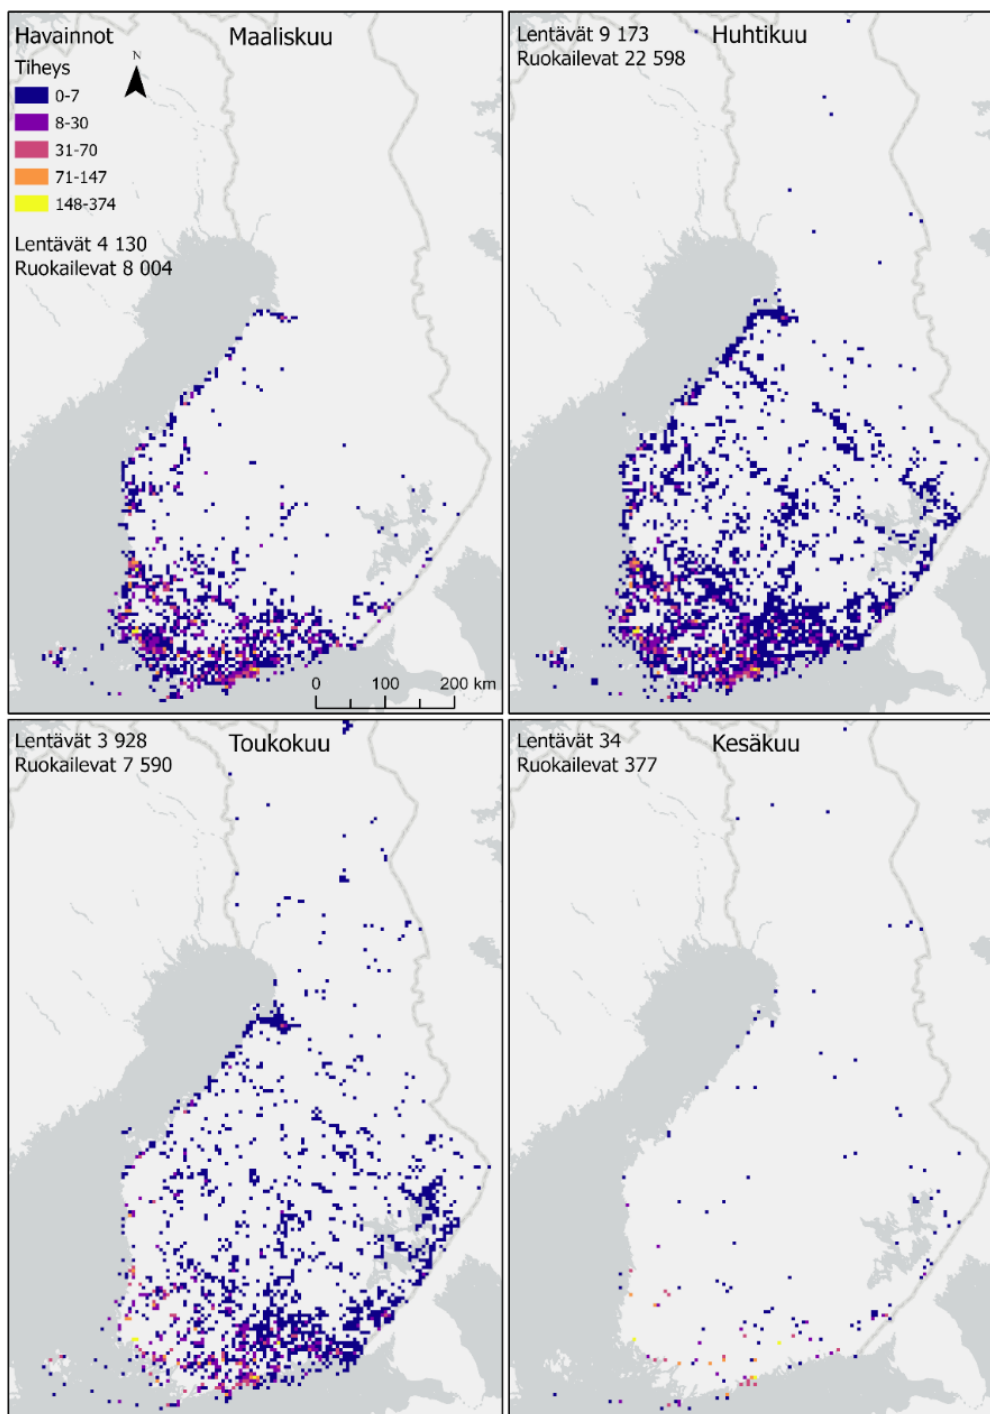 Havainnot
Maaliskuu
Tiheys
N
0-7
8-30
31-70
71-147
148-374
Lentävät 4 130
Ruokailevat 8 004
0 100 200 km
Lentävät 9 173
Huhtikuu
Ruokailevat 22 598
Lentävät 3 928
Toukokuu
Ruokailevat 7 590
Lentävät 34
Kesäkuu
Ruokailevat 377